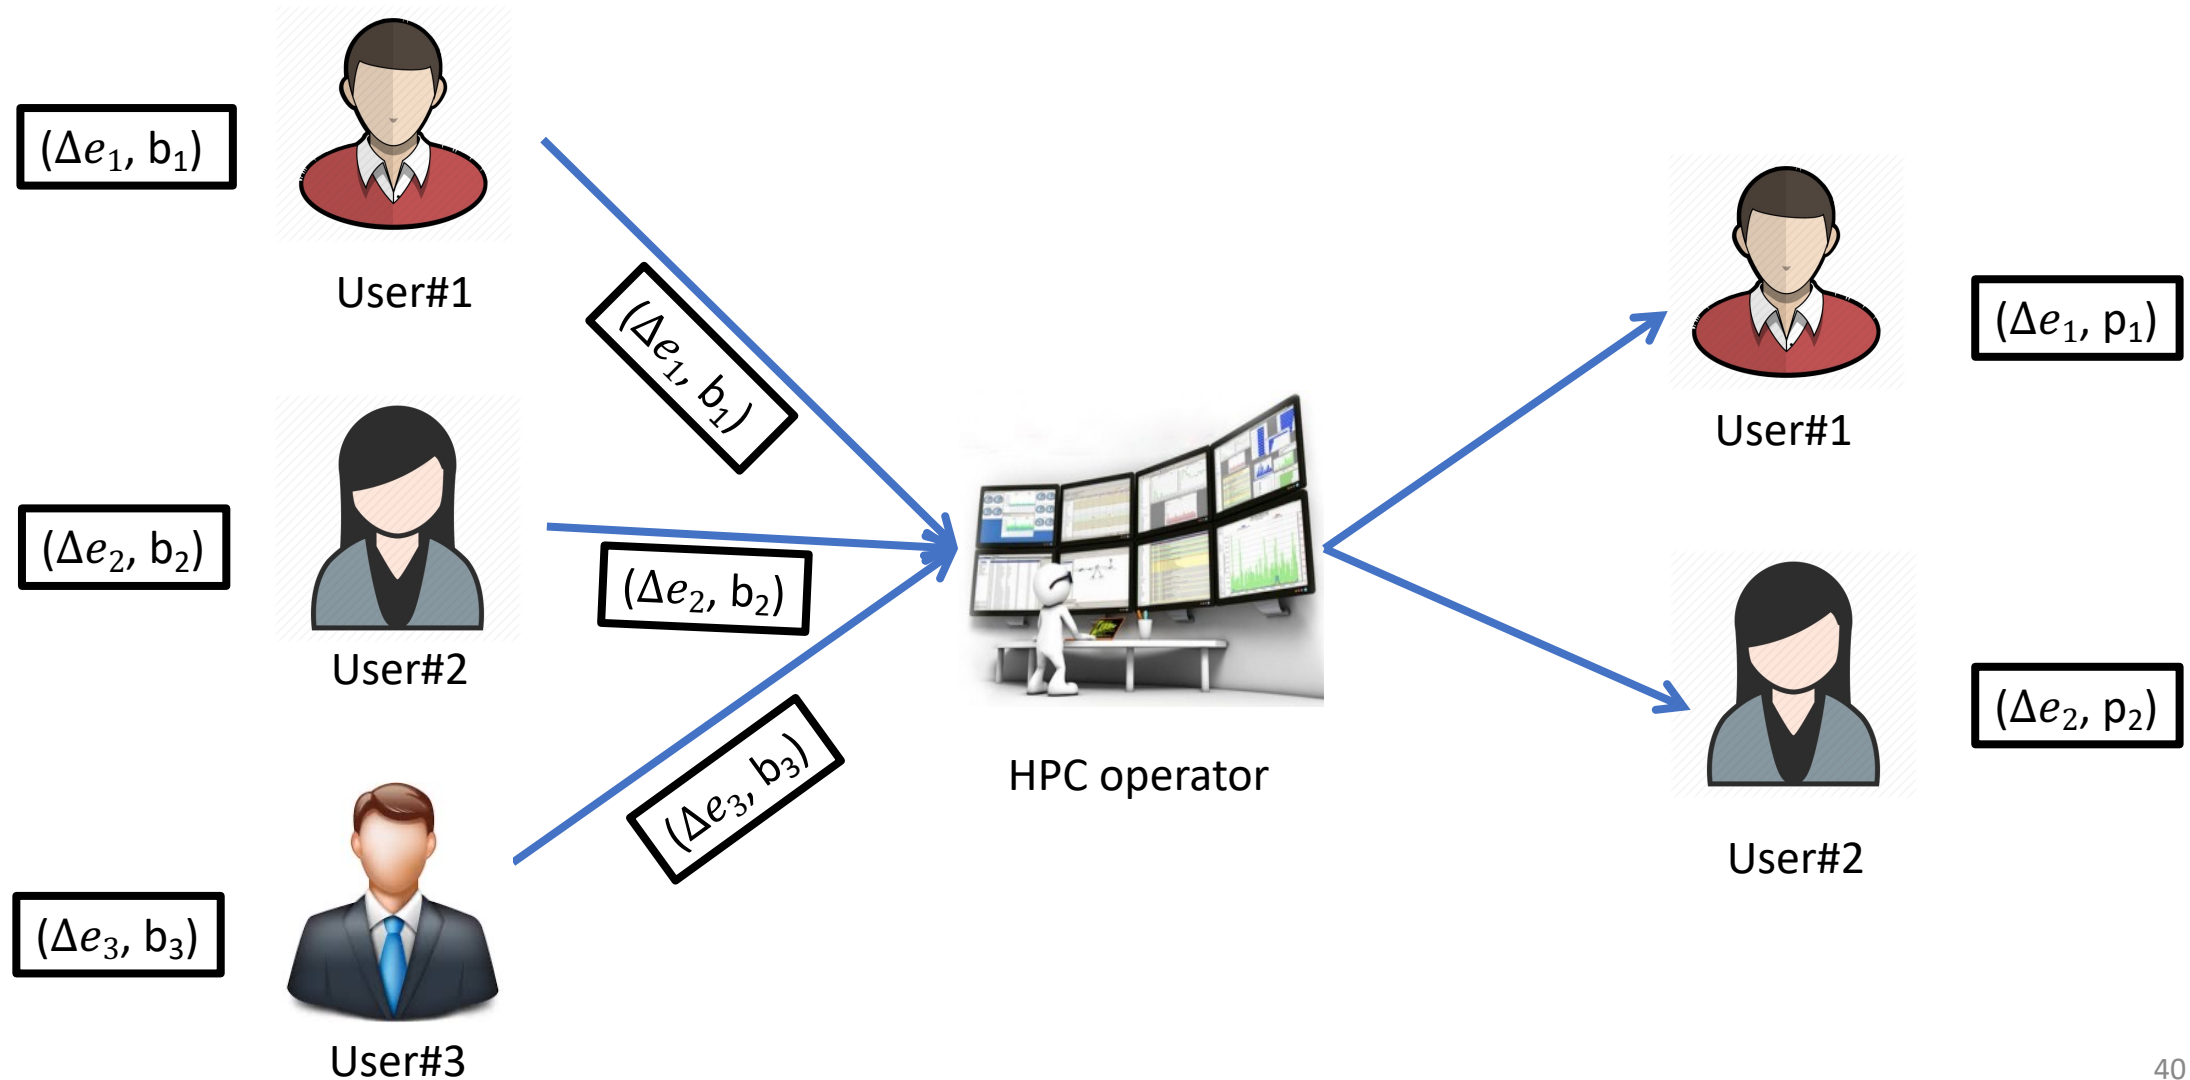 (Δ𝑒₁, b₁)
User#1
(Δ𝑒₁, b₁)
(Δ𝑒₂, b₂)
User#2
(Δ𝑒₂, b₂)
(Δ𝑒₃, b₃)
User#3
(Δ𝑒₃, b₃)
HPC operator
User#1
(Δ𝑒₁, p₁)
User#2
(Δ𝑒₂, p₂)
40